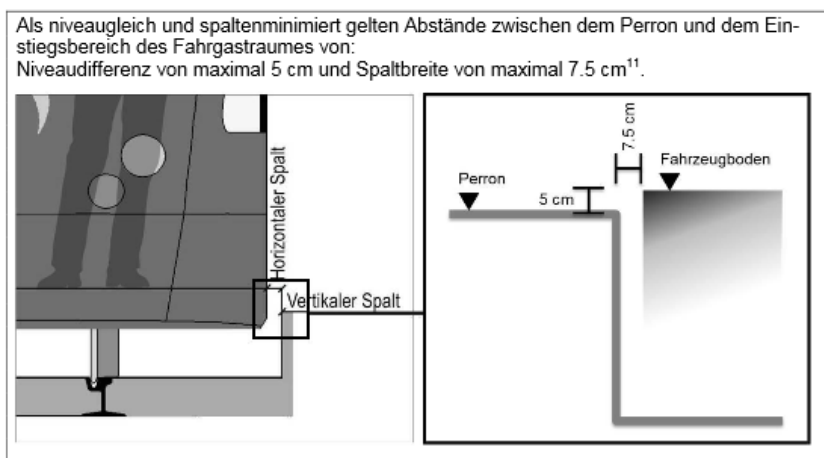 Als niveaugleich und spaltenminimiert gelten Abstände zwischen dem Perron und dem Ein-
stiegsbereich des Fahrgastraumes von:
Niveaudifferenz von maximal 5 cm und Spaltbreite von maximal 7.5 cm¹¹.
Horizontaler Spalt
Vertikaler Spalt
7.5 cm
Perron
Fahrzeugboden
5 cm